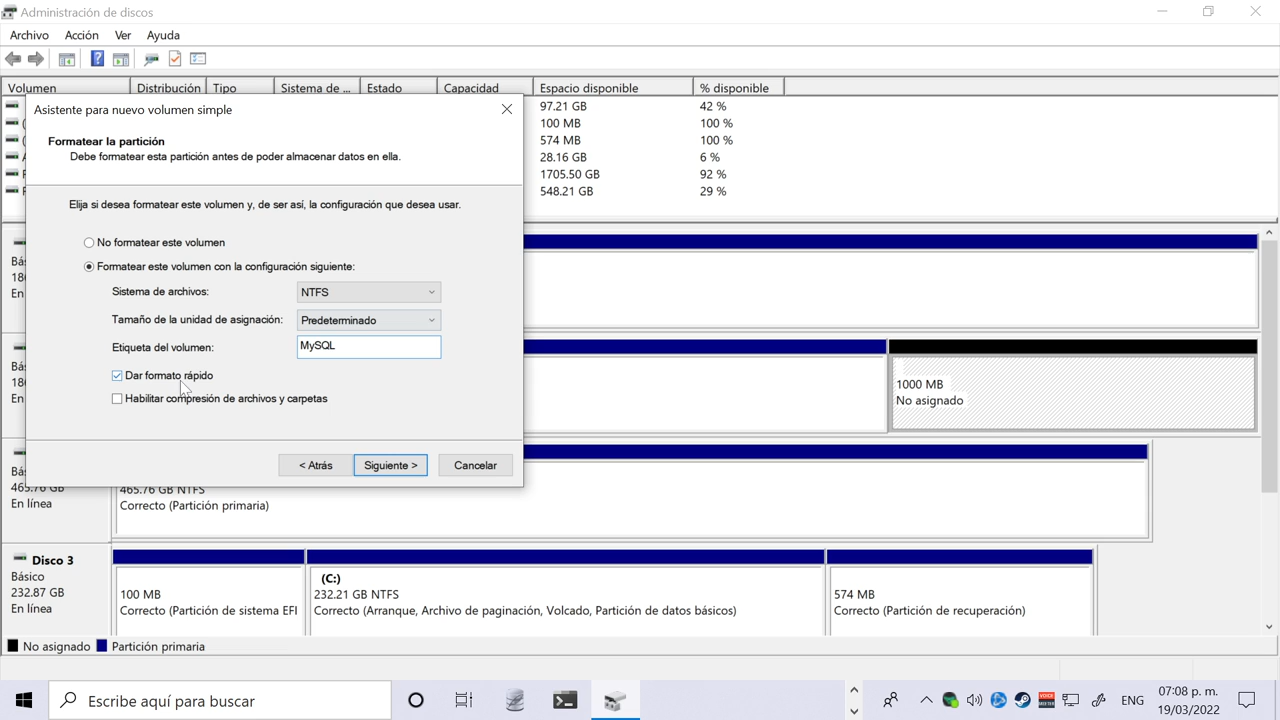 Administración de discos
Archivo Acción Ver Ayuda
Volumen Distribución Tipo Sistema de ... Estado Capacidad Espacio disponible % disponible
97.21 GB 42 %
100 MB 100 %
574 MB 100 %
28.16 GB 6 %
1705.50 GB 92 %
548.21 GB 29 %
Asistente para nuevo volumen simple
Formatear la partición
Debe formatear esta partición antes de poder almacenar datos en ella.
Elija si desea formatear este volumen y, de ser así, la configuración que desea usar.
No formatear este volumen
Formatear este volumen con la configuración siguiente:
Sistema de archivos: NTFS
Tamaño de la unidad de asignación: Predeterminado
Etiqueta del volumen: MySQL
Dar formato rápido
Habilitar compresión de archivos y carpetas
< Atrás Siguiente > Cancelar
1000 MB
No asignado
465.76 GB
En línea
465.76 GB NTFS
Correcto (Partición primaria)
Disco 3
Básico
232.87 GB
En línea
100 MB
Correcto (Partición de sistema EFI
(C:)
232.21 GB NTFS
Correcto (Arranque, Archivo de paginación, Volcado, Partición de datos básicos)
574 MB
Correcto (Partición de recuperación)
No asignado Partición primaria
Escribe aquí para buscar
ENG
07:08 p. m.
19/03/2022